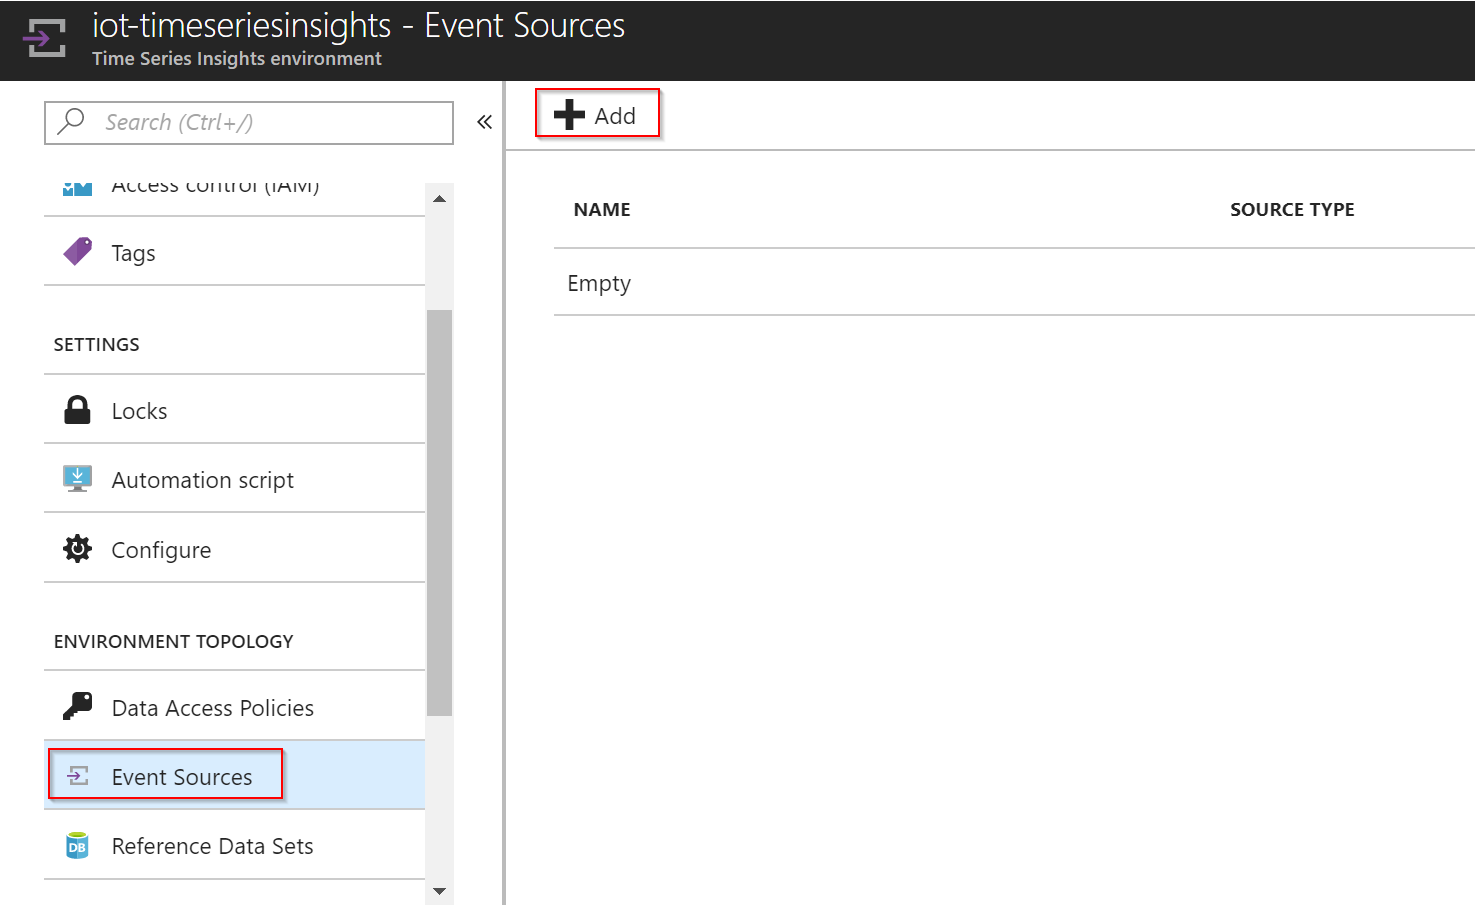 iot-timeseriesinsights - Event Sources
Time Series Insights environment
Search (Ctrl+/)
«
Access control (IAM)
Tags
SETTINGS
Locks
Automation script
Configure
ENVIRONMENT TOPOLOGY
Data Access Policies
Event Sources
DB Reference Data Sets
Add
NAME SOURCE TYPE
Empty